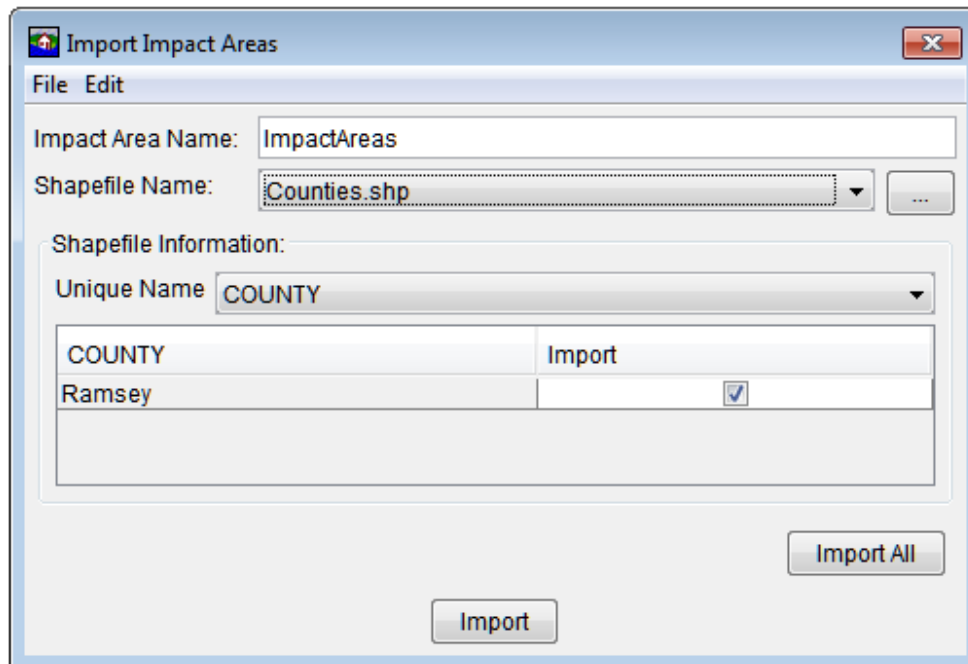 Import Impact Areas
File Edit
Impact Area Name: ImpactAreas
Shapefile Name: Counties.shp ...
Shapefile Information:
Unique Name COUNTY
COUNTY Import
Ramsey
Import All
Import